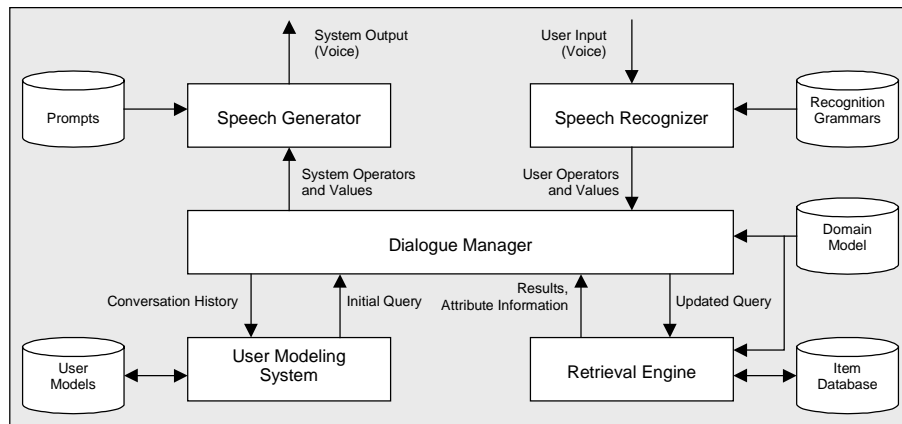 System Output
(Voice)
User Input
(Voice)
Prompts
Speech Generator
Speech Recognizer
Recognition
Grammars
System Operators
and Values
User Operators
and Values
Dialogue Manager
Domain
Model
Conversation History
Initial Query
Results,
Attribute Information
Updated Query
User
Models
User Modeling
System
Retrieval Engine
Item
Database